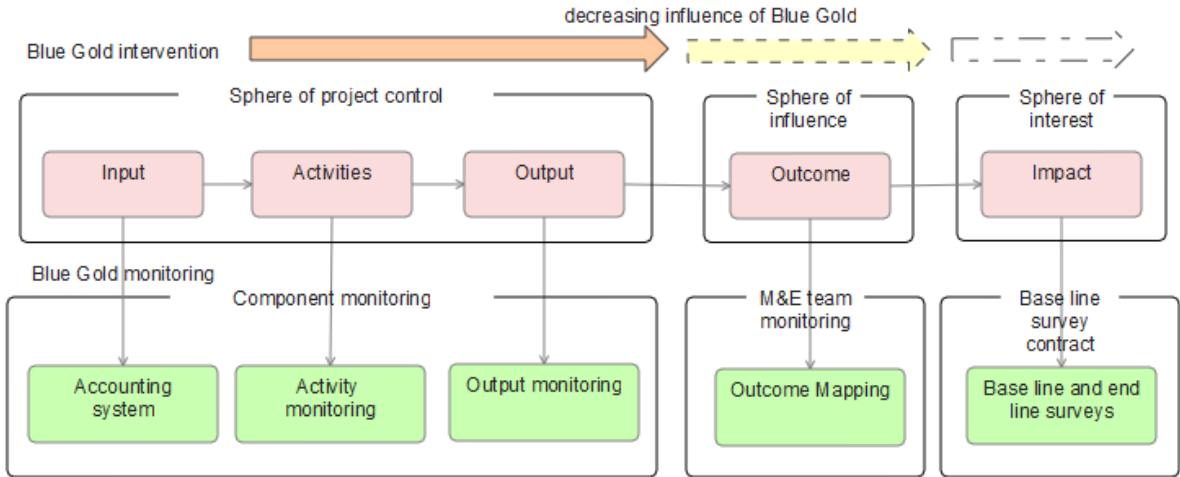 decreasing influence of Blue Gold
Blue Gold intervention
Sphere of project control
Sphere of
influence
Sphere of
interest
Input
Activities
Output
Outcome
Impact
Blue Gold monitoring
Component monitoring
M&E team
monitoring
Base line
survey
contract
Accounting
system
Activity
monitoring
Output monitoring
Outcome Mapping
Base line and end
line surveys